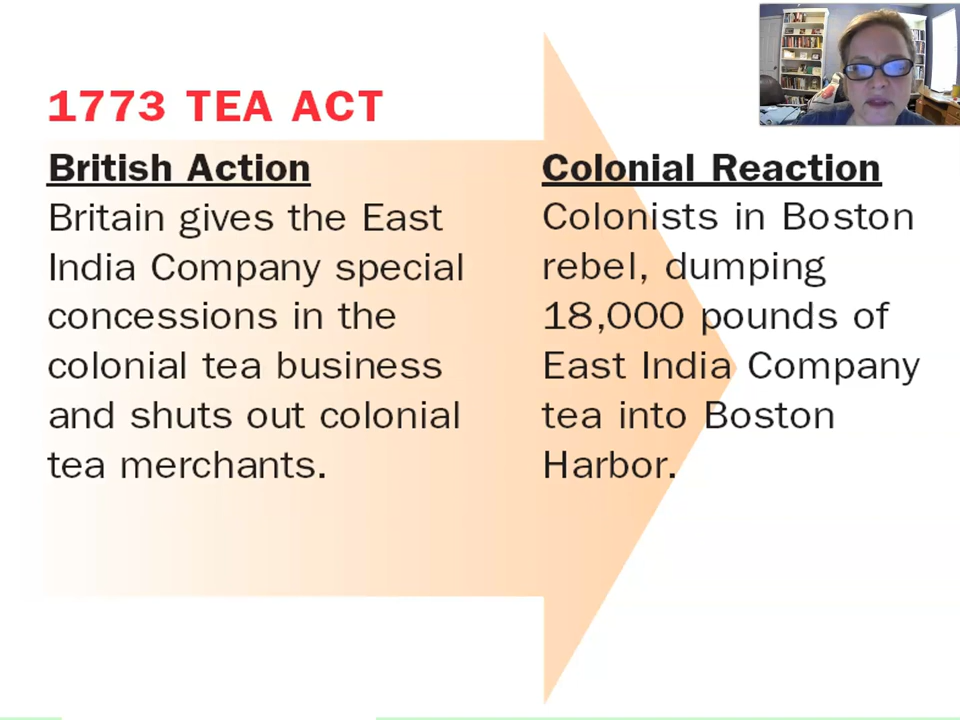 1773 TEA ACT
British Action
Britain gives the East
India Company special
concessions in the
colonial tea business
and shuts out colonial
tea merchants.
Colonial Reaction
Colonists in Boston
rebel, dumping
18,000 pounds of
East India Company
tea into Boston
Harbor.